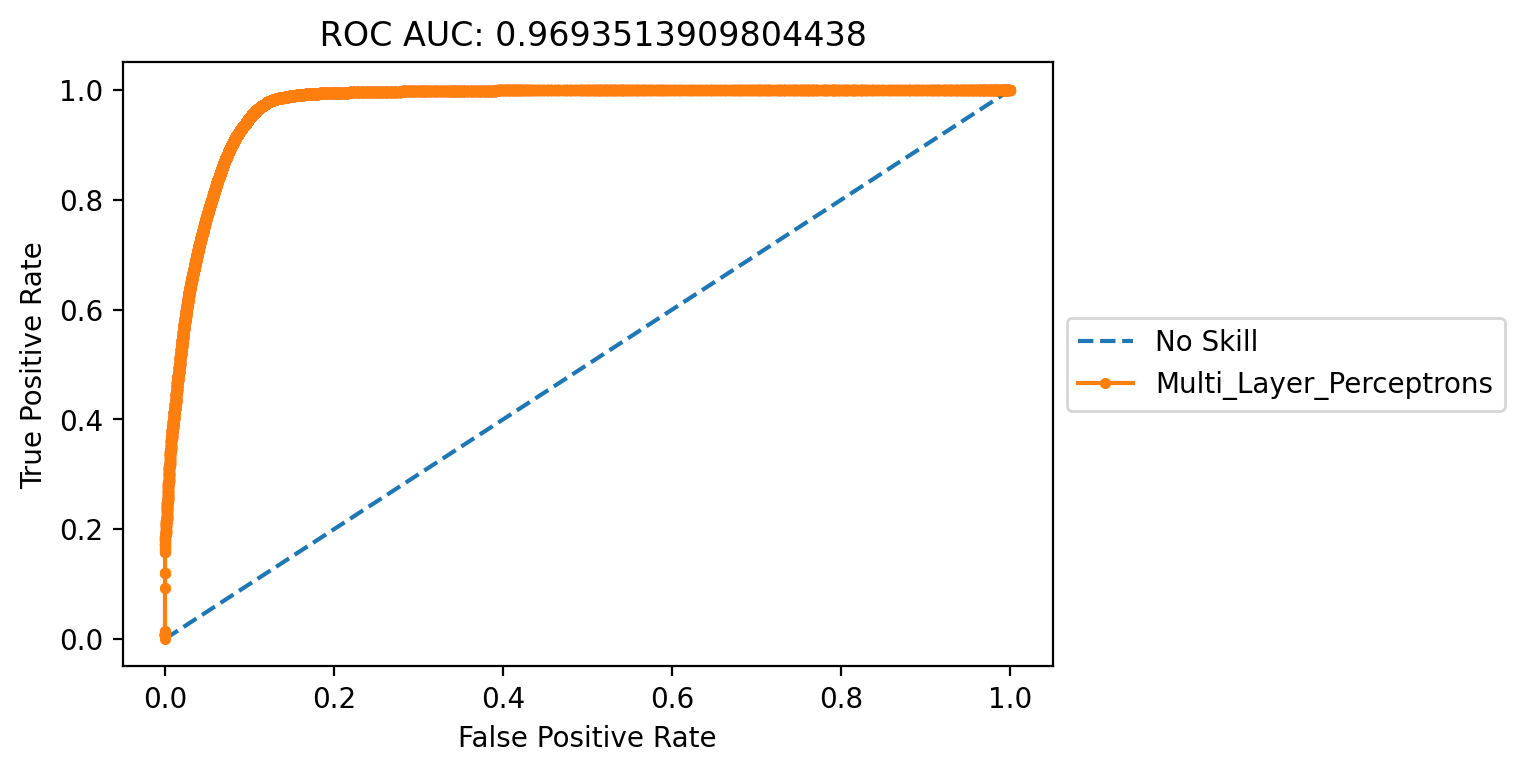 ROC AUC: 0.9693513909804438
1.0
0.8
0.6
0.4
0.2
0.0
True Positive Rate
0.0 0.2 0.4 0.6 0.8 1.0
False Positive Rate
No Skill
Multi_Layer_Perceptrons